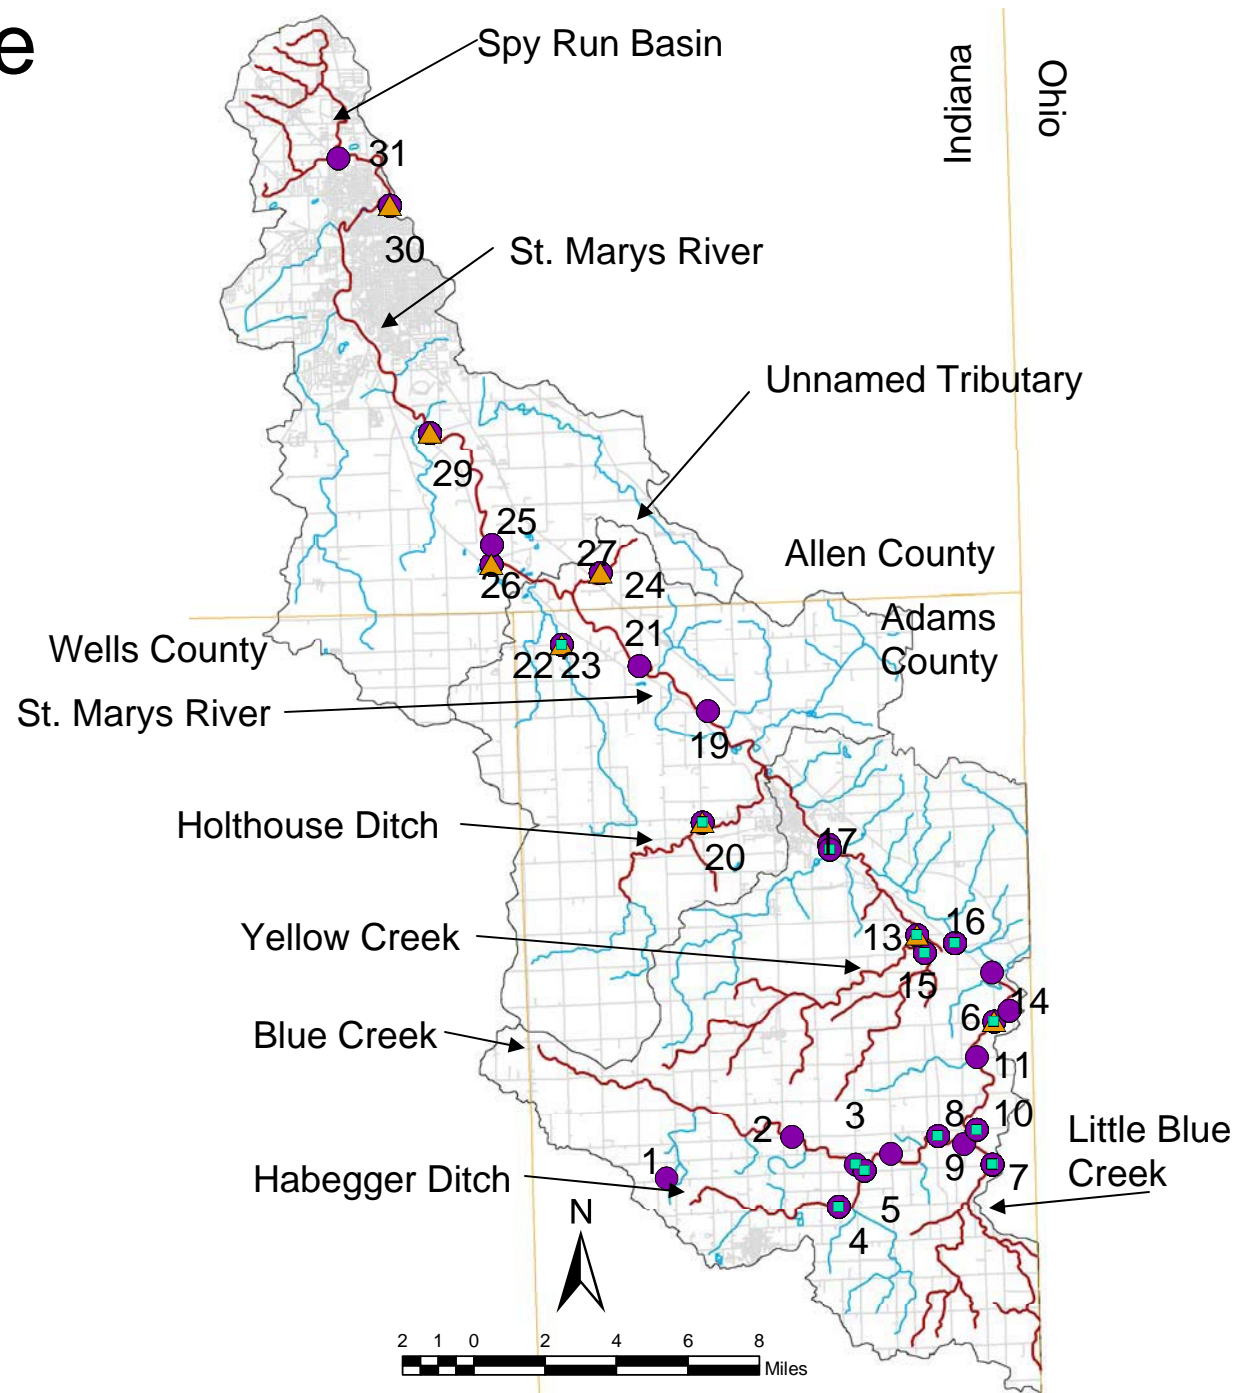 e
Spy Run Basin
Indiana
Ohio
31
30
St. Marys River
Unnamed Tributary
29
25
26
27
24
Allen County
Adams
County
21
Wells County
22
23
St. Marys River
19
Holthouse Ditch
20
17
Yellow Creek
13
16
15
14
6
Blue Creek
11
3
8
10
2
Little Blue
Creek
1
9
7
Habegger Ditch
5
N
4
2 1 0 2 4 6 8
Miles